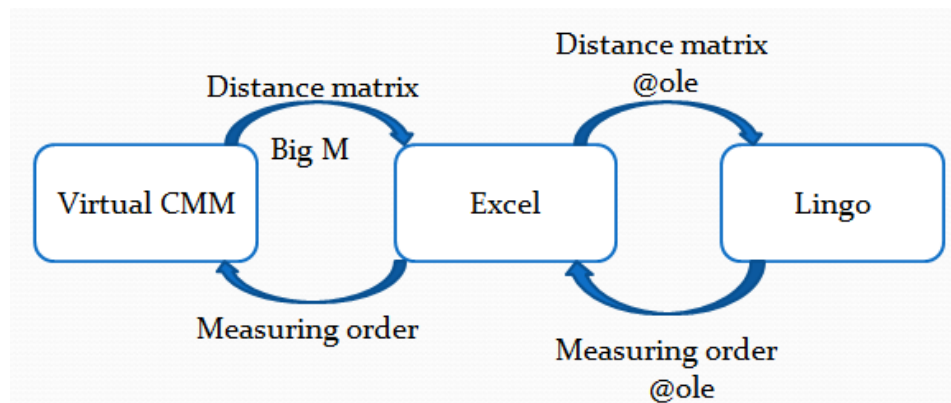 Distance matrix
@ole
Distance matrix
Big M
Virtual CMM
Excel
Lingo
Measuring order
Measuring order
@ole